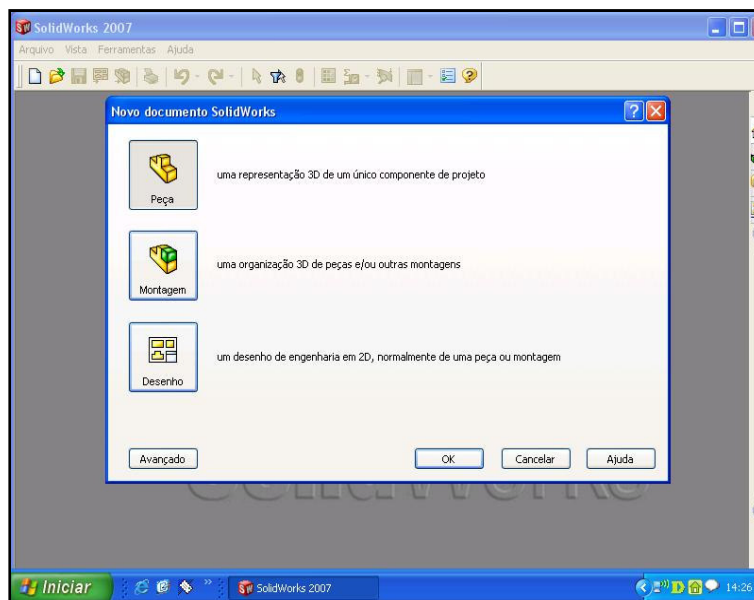 SolidWorks 2007
Arquivo Vista Ferramentas Ajuda
Novo documento SolidWorks
Peça
uma representação 3D de um único componente de projeto
Montagem
uma organização 3D de peças e/ou outras montagens
Desenho
um desenho de engenharia em 2D, normalmente de uma peça ou montagem
Avançado OK Cancelar Ajuda
SolidWorks
Iniciar SolidWorks 2007 14:26